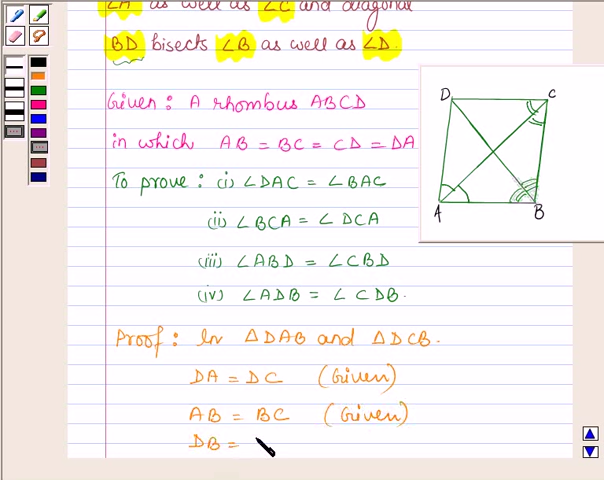 ∠A as well as ∠C and diagonal
BD bisects ∠B as well as ∠D.
Given : A rhombus ABCD
in which AB = BC = CD = DA
To prove : (i) ∠DAC = ∠BAC
(ii) ∠BCA = ∠DCA
(iii) ∠ABD = ∠CBD
(iv) ∠ADB = ∠CDB.
Proof : In ΔDAB and ΔDCB.
DA = DC (Given)
AB = BC (Given)
DB =
D C
A B